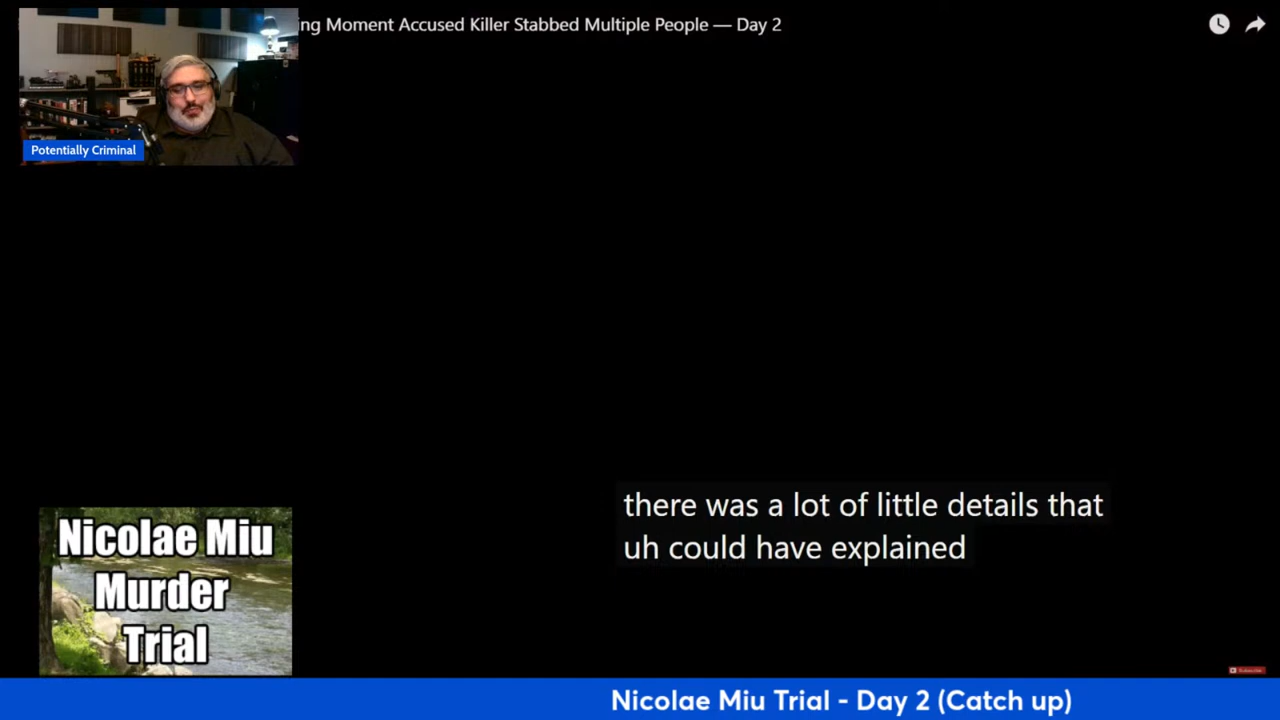 ing Moment Accused Killer Stabbed Multiple People — Day 2
Potentially Criminal
there was a lot of little details that
uh could have explained
Nicolae Miu
Murder
Trial
Nicolae Miu Trial - Day 2 (Catch up)